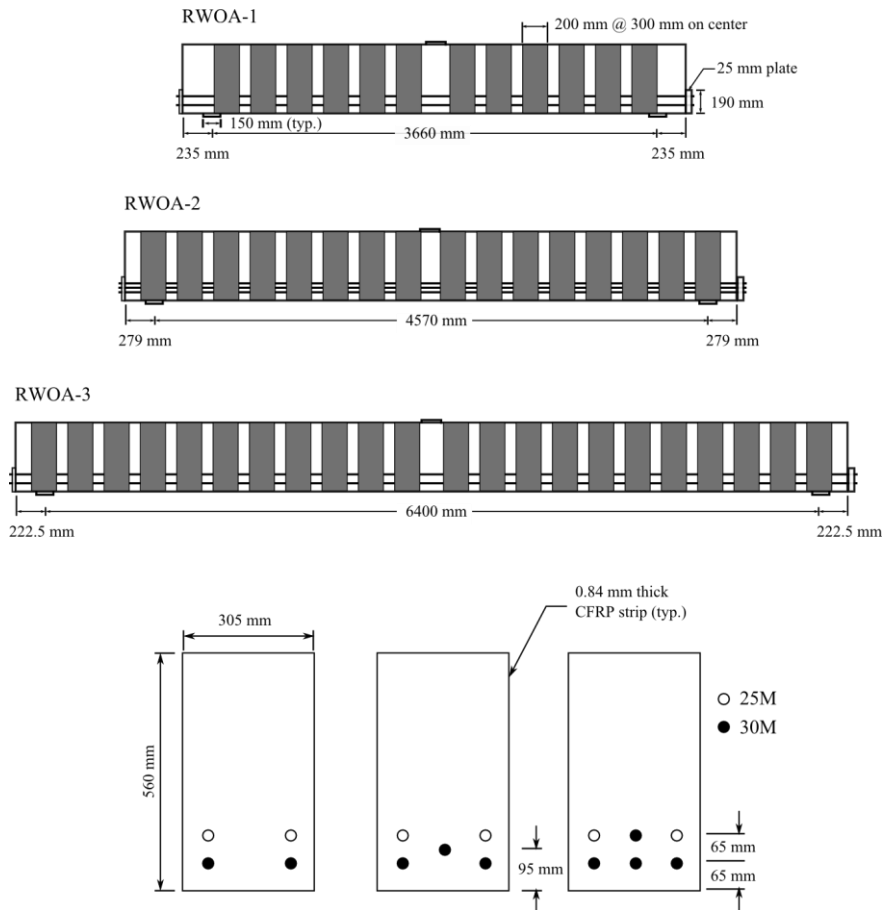 RWOA-1
200 mm @ 300 mm on center
25 mm plate
190 mm
150 mm (typ.)
3660 mm
235 mm
235 mm
RWOA-2
4570 mm
279 mm
279 mm
RWOA-3
6400 mm
222.5 mm
222.5 mm
0.84 mm thick
CFRP strip (typ.)
305 mm
560 mm
25M
30M
95 mm
65 mm
65 mm